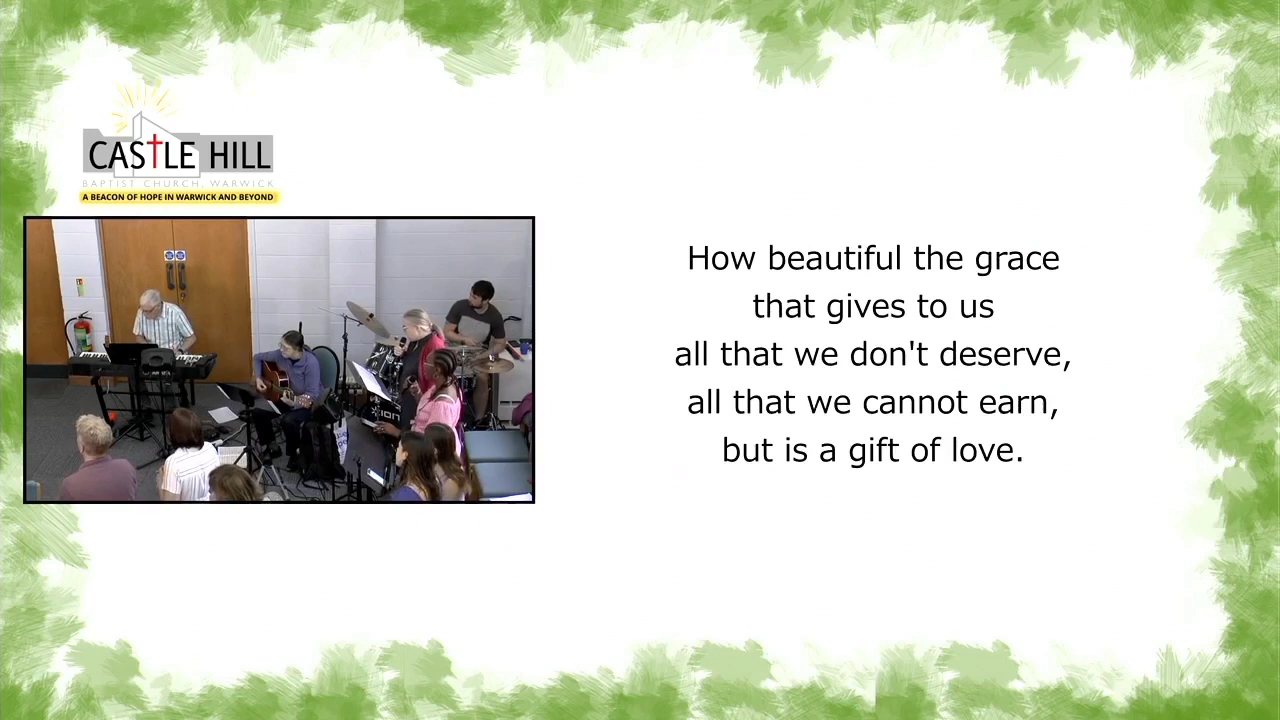 CASTLE HILL
BAPTIST CHURCH, WARWICK
A BEACON OF HOPE IN WARWICK AND BEYOND
How beautiful the grace
that gives to us
all that we don't deserve,
all that we cannot earn,
but is a gift of love.
ION